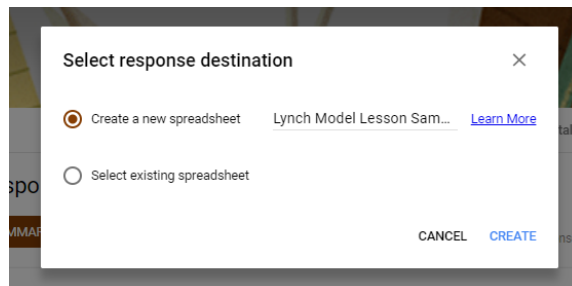 Select response destination
Create a new spreadsheet Lynch Model Lesson Sam... Learn More
Select existing spreadsheet
CANCEL CREATE